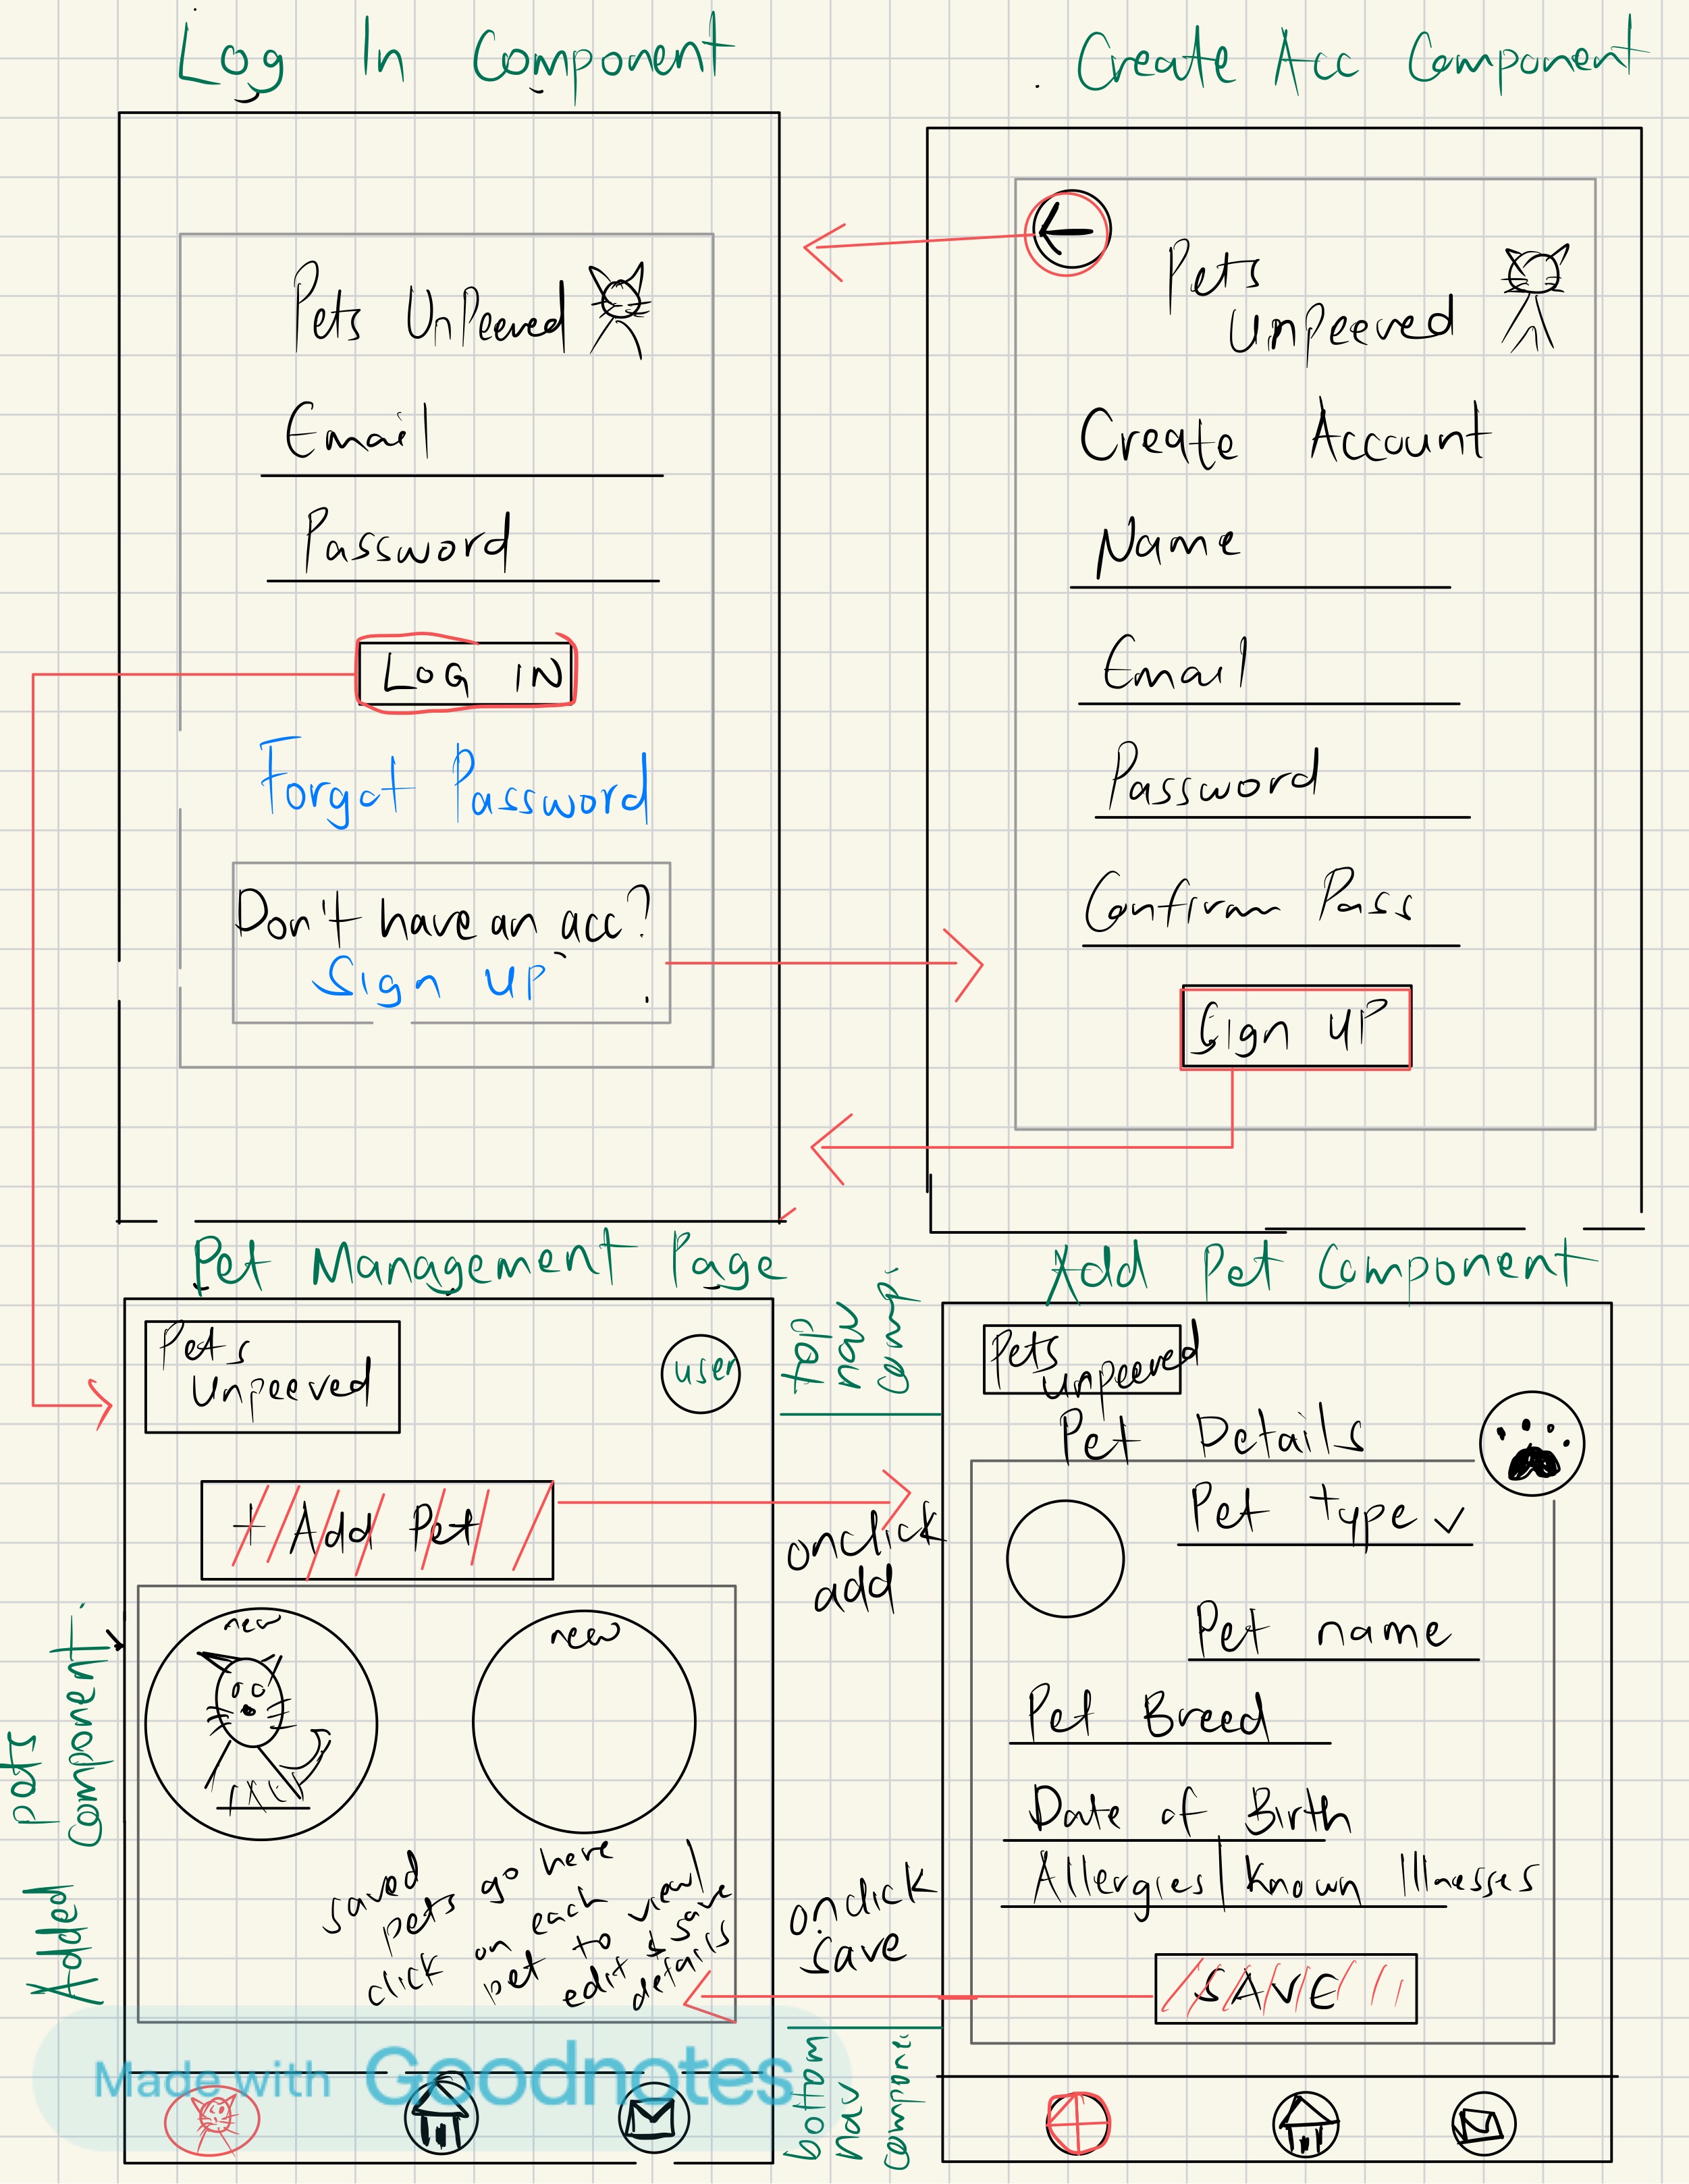 Log In Component
Pets UnPeeved
Email
Password
LOG IN
Forgot Password
Don't have an acc?
Sign UP
Create Acc Component
Pets
UnPeeved
Create Account
Name
Email
Password
Confirm Pass
Sign UP
Pet Management Page
Pets
Unpeeved
user
+ Add Pet
new
new
saved
pets go here
click on each
pet to view/
edit & save
details
Added pets
component.
top
nav
comp.
onclick
add
onclick
save
bottom
nav
compone
Add Pet Component
Pets
unpeeved
Pet Details
Pet type
Pet name
Pet Breed
Date of Birth
Allergies/Known Illnesses
SAVE
Made with Goodnotes